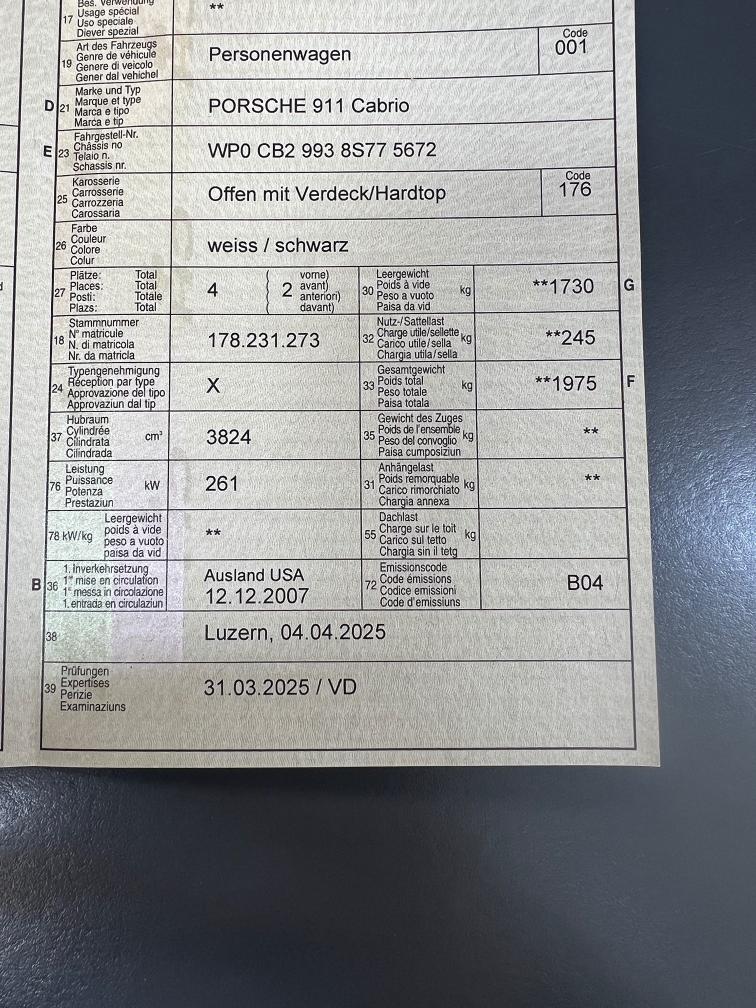 Bes. Verwendung
17 Usage spécial **
Uso speciale
Diever spezial
Art des Fahrzeugs
19 Genre de véhicule Personenwagen Code 001
Genere di veicolo
Gener dal vehichel
Marke und Typ
D 21 Marque et type PORSCHE 911 Cabrio
Marca e tipo
Marca e tip
Fahrgestell-Nr.
E 23 Châssis no WP0 CB2 993 8S77 5672
Telaio n.
Schassis nr.
Karosserie
25 Carrosserie Offen mit Verdeck/Hardtop Code 176
Carrozzeria
Carossaria
Farbe
26 Couleur weiss / schwarz
Colore
Colur
27 Plätze: Total 4 ( 2 vorne)
Places: Total avant)
Posti: Totale anteriori)
Plazs: Total davant)
30 Leergewicht kg **1730 G
Poids à vide
Peso a vuoto
Paisa da vid
18 Stammnummer 178.231.273
N° matricule
N. di matricola
Nr. da matricla
32 Nutz-/Sattellast kg **245
Charge utile/sellette
Carico utile/sella
Chargia utila/sella
24 Typengenehmigung X
Réception par type
Approvazione del tipo
Approvaziun dal tip
33 Gesamtgewicht kg **1975 F
Poids total
Peso totale
Paisa totala
37 Hubraum cm³ 3824
Cylindrée
Cilindrata
Cilindrada
35 Gewicht des Zuges kg **
Poids de l'ensemble
Peso del convoglio
Paisa cumposiziun
76 Leistung kW 261
Puissance
Potenza
Prestaziun
31 Anhängelast kg **
Poids remorquable
Carico rimorchiato
Chargia annexa
78 kW/kg Leergewicht **
poids à vide
peso a vuoto
paisa da vid
55 Dachlast kg
Charge sur le toit
Carico sul tetto
Chargia sin il tetg
B 36 1. Inverkehrsetzung Ausland USA
1re mise en circulation 12.12.2007
1a messa in circolazione
1. entrada en circulaziun
72 Emissionscode B04
Code émissions
Codice emissioni
Code d'emissiuns
38 Luzern, 04.04.2025
Prüfungen
39 Expertises 31.03.2025 / VD
Perizie
Examinaziuns